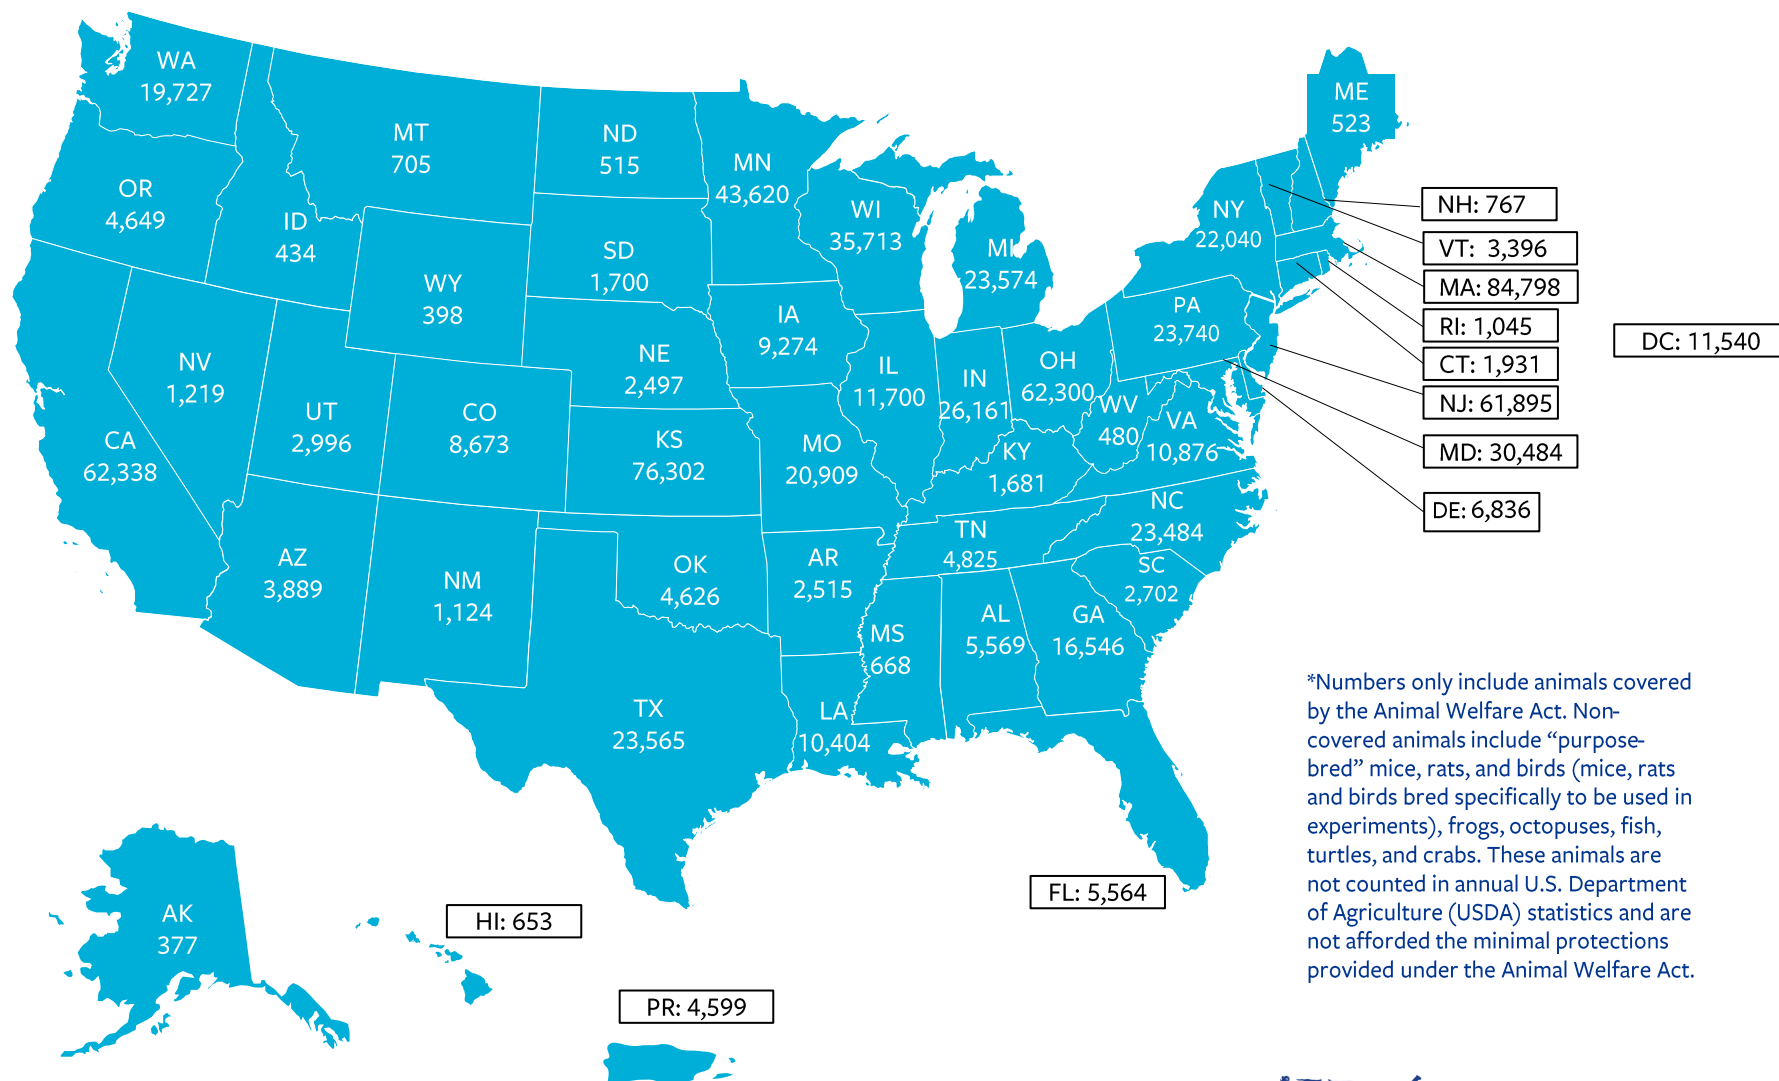 WA
19,727
OR
4,649
CA
62,338
ID
434
NV
1,219
MT
705
WY
398
UT
2,996
AZ
3,889
CO
8,673
NM
1,124
ND
515
SD
1,700
NE
2,497
KS
76,302
OK
4,626
TX
23,565
MN
43,620
IA
9,274
MO
20,909
AR
2,515
LA
10,404
WI
35,713
IL
11,700
MI
23,574
IN
26,161
OH
62,300
KY
1,681
TN
4,825
MS
668
AL
5,569
GA
16,546
SC
2,702
NC
23,484
VA
10,876
WV
480
PA
23,740
NY
22,040
ME
523
NH: 767
VT: 3,396
MA: 84,798
RI: 1,045
CT: 1,931
NJ: 61,895
MD: 30,484
DE: 6,836
DC: 11,540
FL: 5,564
AK
377
HI: 653
PR: 4,599
*Numbers only include animals covered
by the Animal Welfare Act. Non-
covered animals include “purpose-
bred” mice, rats, and birds (mice, rats
and birds bred specifically to be used in
experiments), frogs, octopuses, fish,
turtles, and crabs. These animals are
not counted in annual U.S. Department
of Agriculture (USDA) statistics and are
not afforded the minimal protections
provided under the Animal Welfare Act.